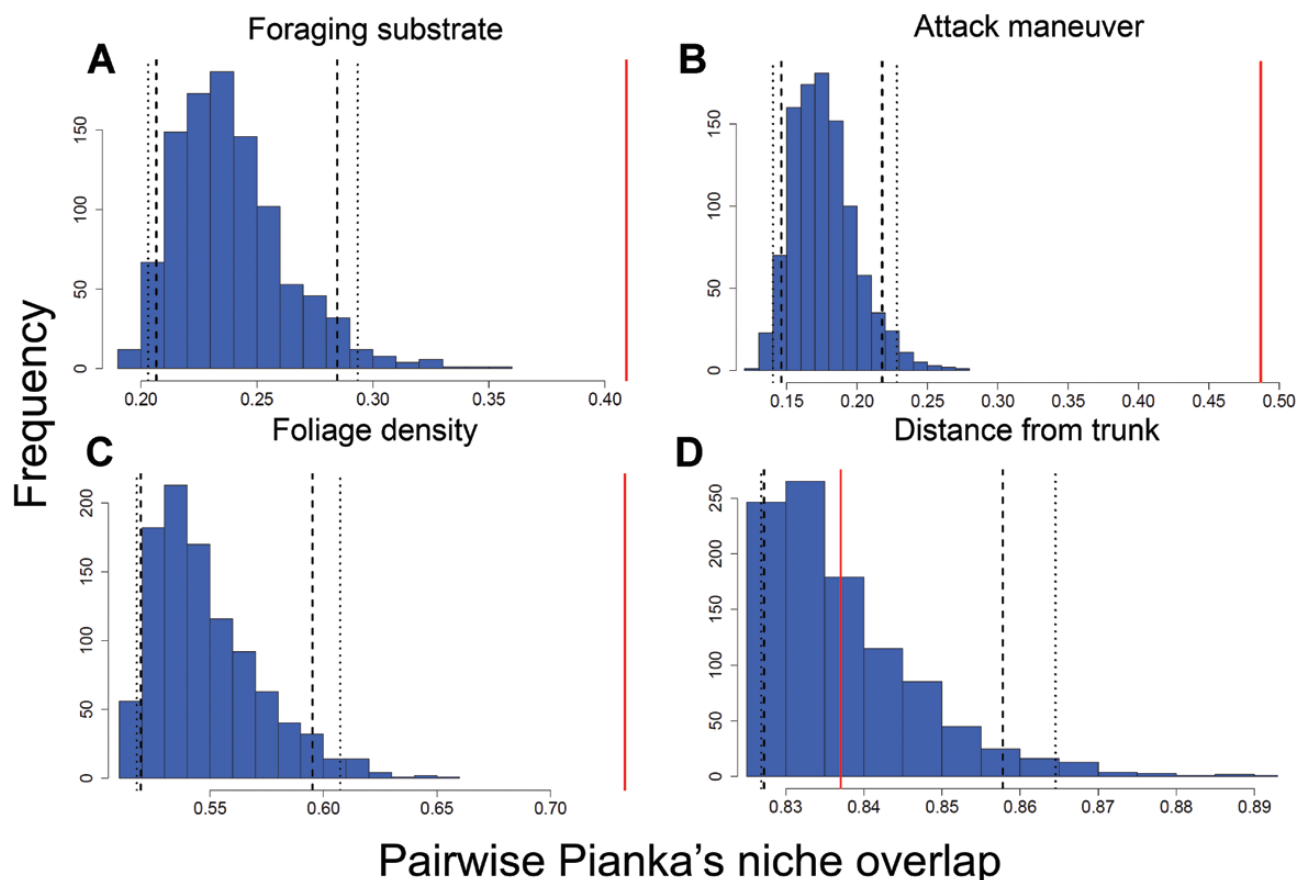 Foraging substrate
Attack maneuver
A
B
150
100
50
0
150
100
50
0
0.20 0.25 0.30 0.35 0.40
0.15 0.20 0.25 0.30 0.35 0.40 0.45 0.50
Foliage density
Distance from trunk
C
D
200
150
100
50
0
250
200
150
100
50
0
0.55 0.60 0.65 0.70
0.83 0.84 0.85 0.86 0.87 0.88 0.89
Frequency
Pairwise Pianka’s niche overlap